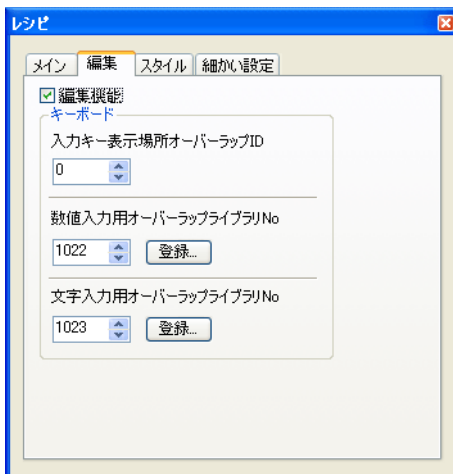 レシピ
メイン 編集 スタイル 細かい設定
編集機能
キーボード
入力キー表示場所オーバーラップID
0
数値入力用オーバーラップライブラリNo
1022 登録...
文字入力用オーバーラップライブラリNo
1023 登録...